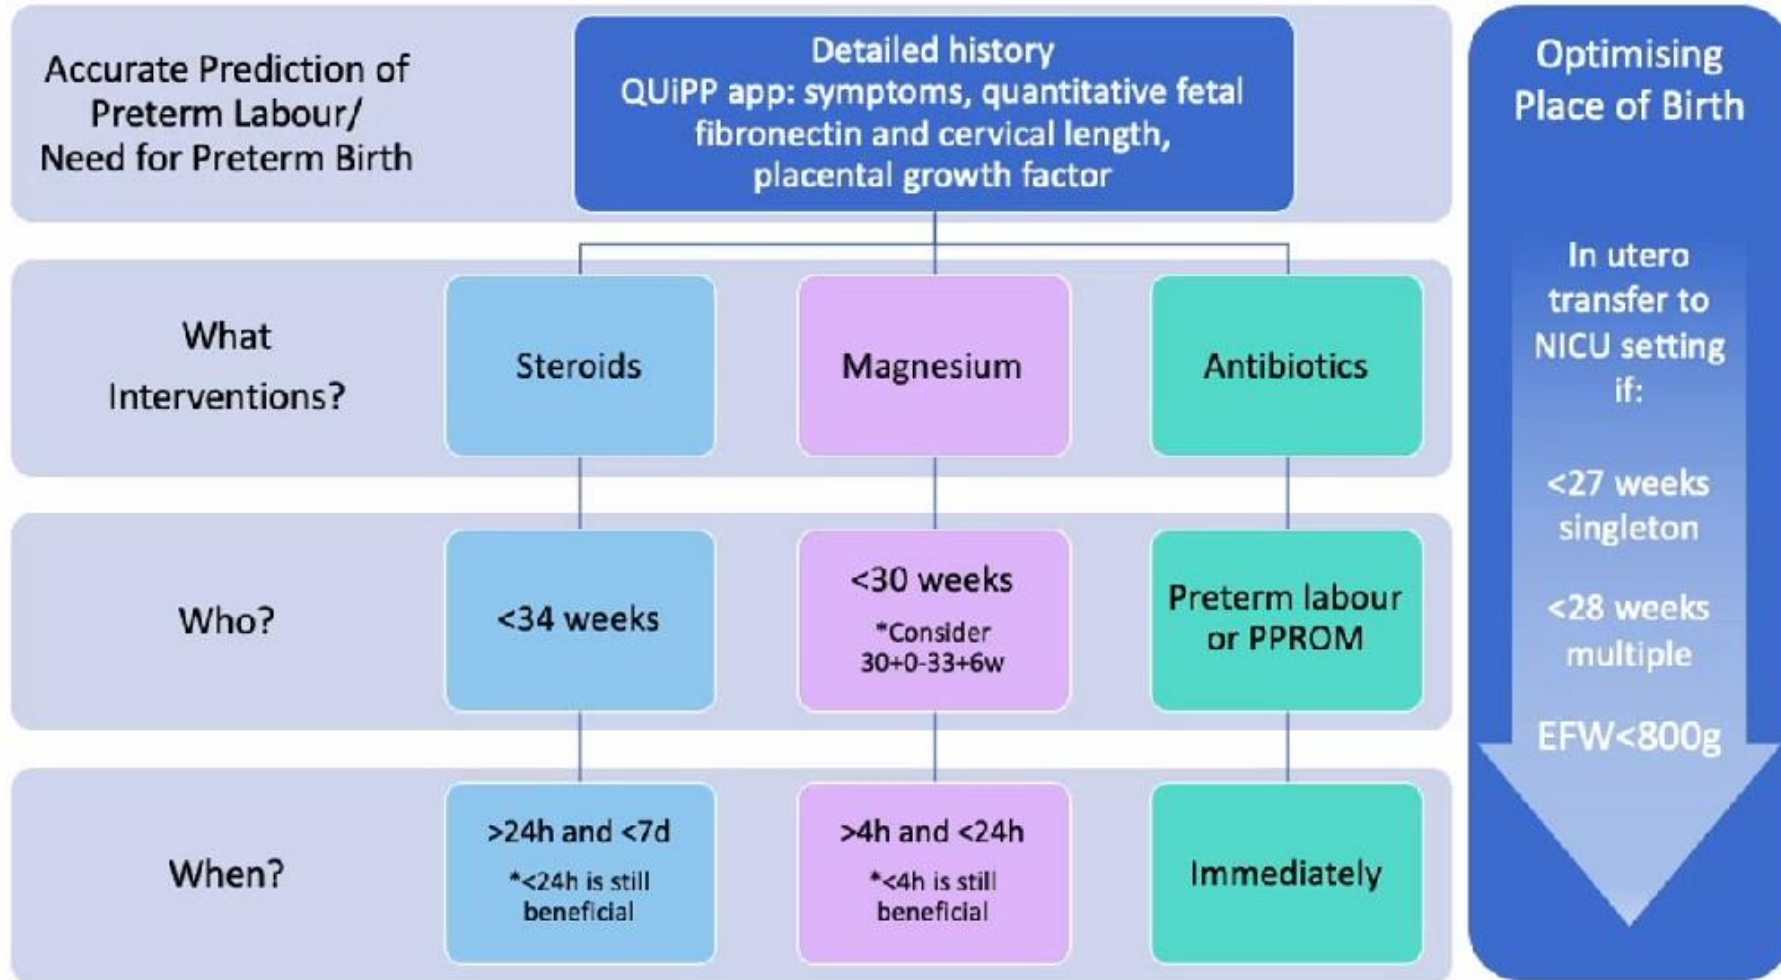 Accurate Prediction of
Preterm Labour/
Need for Preterm Birth
Detailed history
QUiPP app: symptoms, quantitative fetal
fibronectin and cervical length,
placental growth factor
What
Interventions?
Steroids
Magnesium
Antibiotics
Who?
<34 weeks
<30 weeks
*Consider
30+0-33+6w
Preterm labour
or PPROM
When?
>24h and <7d
*<24h is still
beneficial
>4h and <24h
*<4h is still
beneficial
Immediately
Optimising
Place of Birth
In utero
transfer to
NICU setting
if:
<27 weeks
singleton
<28 weeks
multiple
EFW<800g